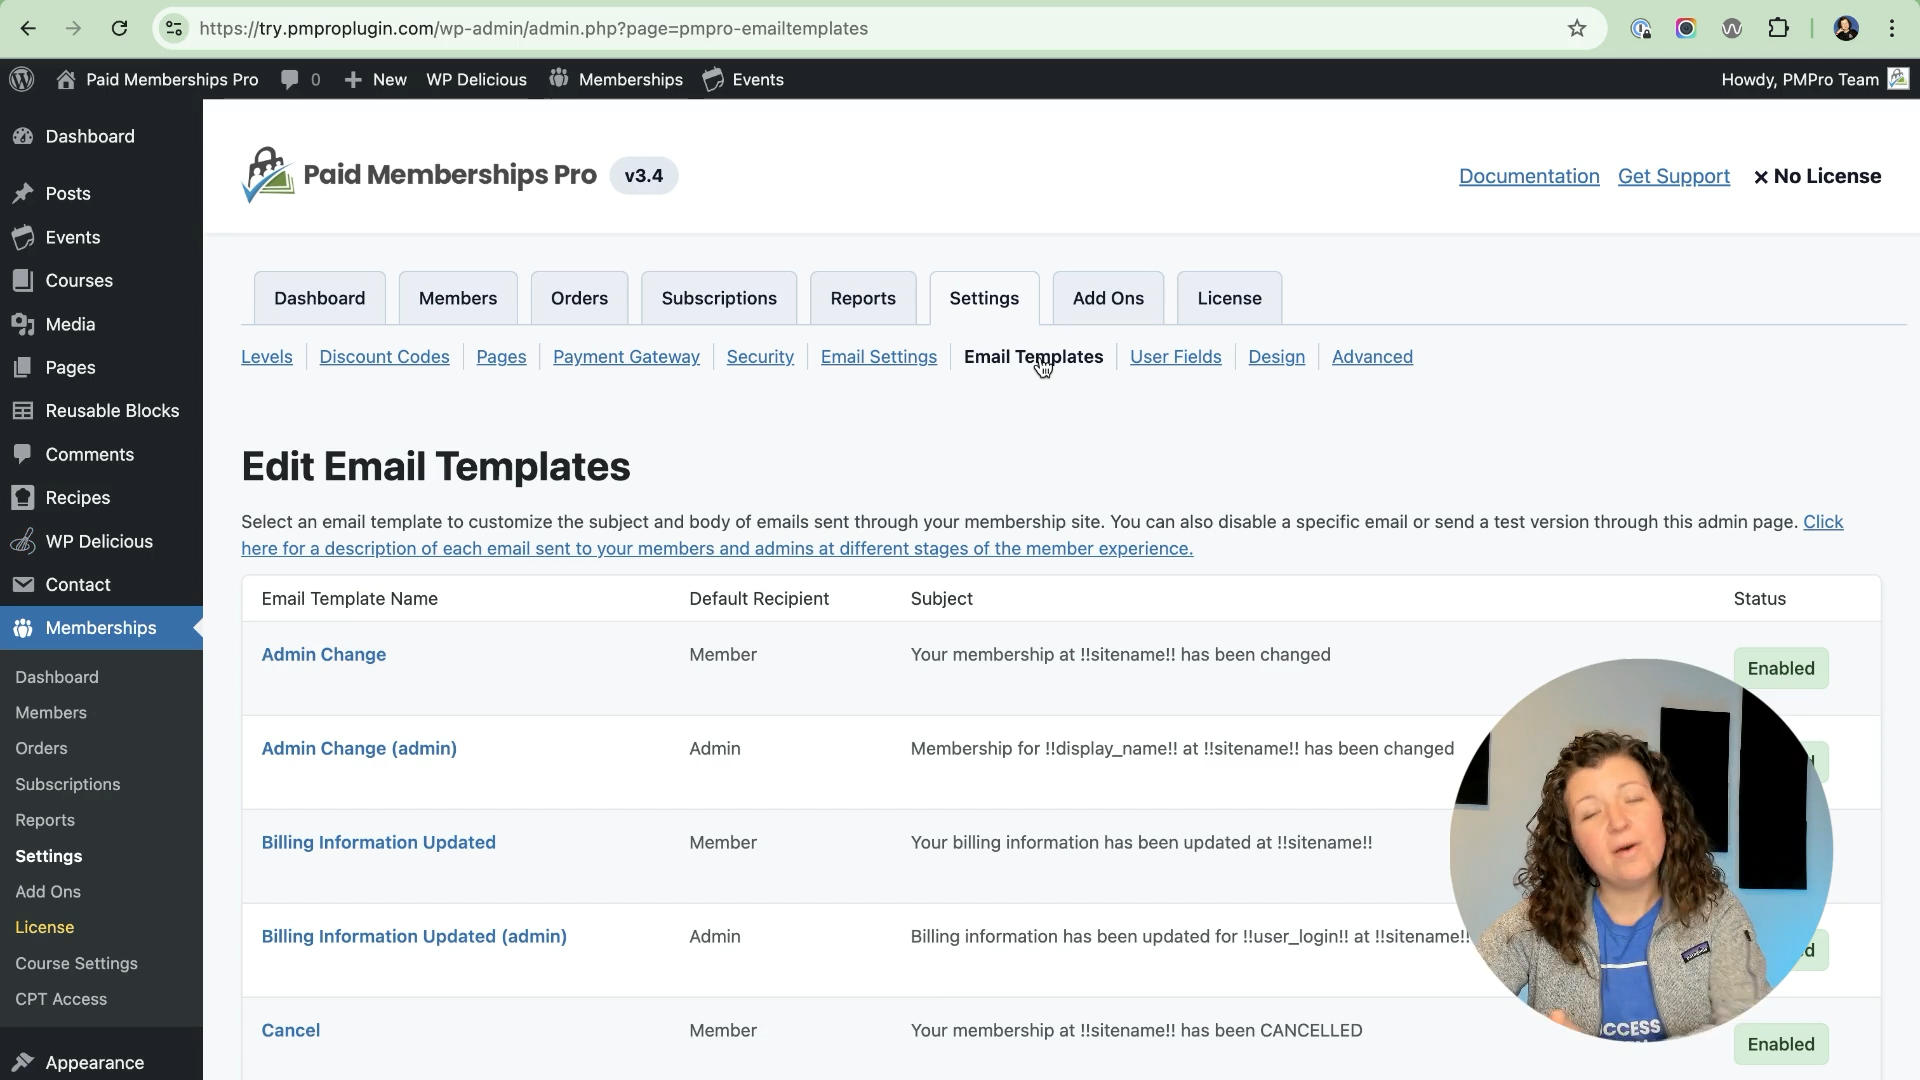 https://try.pmproplugin.com/wp-admin/admin.php?page=pmpro-emailtemplates
Paid Memberships Pro 0 New WP Delicious Memberships Events Howdy, PMPro Team
Dashboard
Posts
Events
Courses
Media
Pages
Reusable Blocks
Comments
Recipes
WP Delicious
Contact
Memberships
Dashboard
Members
Orders
Subscriptions
Reports
Settings
Add Ons
License
Course Settings
CPT Access
Appearance
Paid Memberships Pro v3.4
Documentation Get Support × No License
Dashboard Members Orders Subscriptions Reports Settings Add Ons License
Levels Discount Codes Pages Payment Gateway Security Email Settings Email Templates User Fields Design Advanced
Edit Email Templates
Select an email template to customize the subject and body of emails sent through your membership site. You can also disable a specific email or send a test version through this admin page. Click
here for a description of each email sent to your members and admins at different stages of the member experience.
Email Template Name Default Recipient Subject Status
Admin Change Member Your membership at !!sitename!! has been changed Enabled
Admin Change (admin) Admin Membership for !!display_name!! at !!sitename!! has been changed
Billing Information Updated Member Your billing information has been updated at !!sitename!!
Billing Information Updated (admin) Admin Billing information has been updated for !!user_login!! at !!sitename!!
Cancel Member Your membership at !!sitename!! has been CANCELLED Enabled